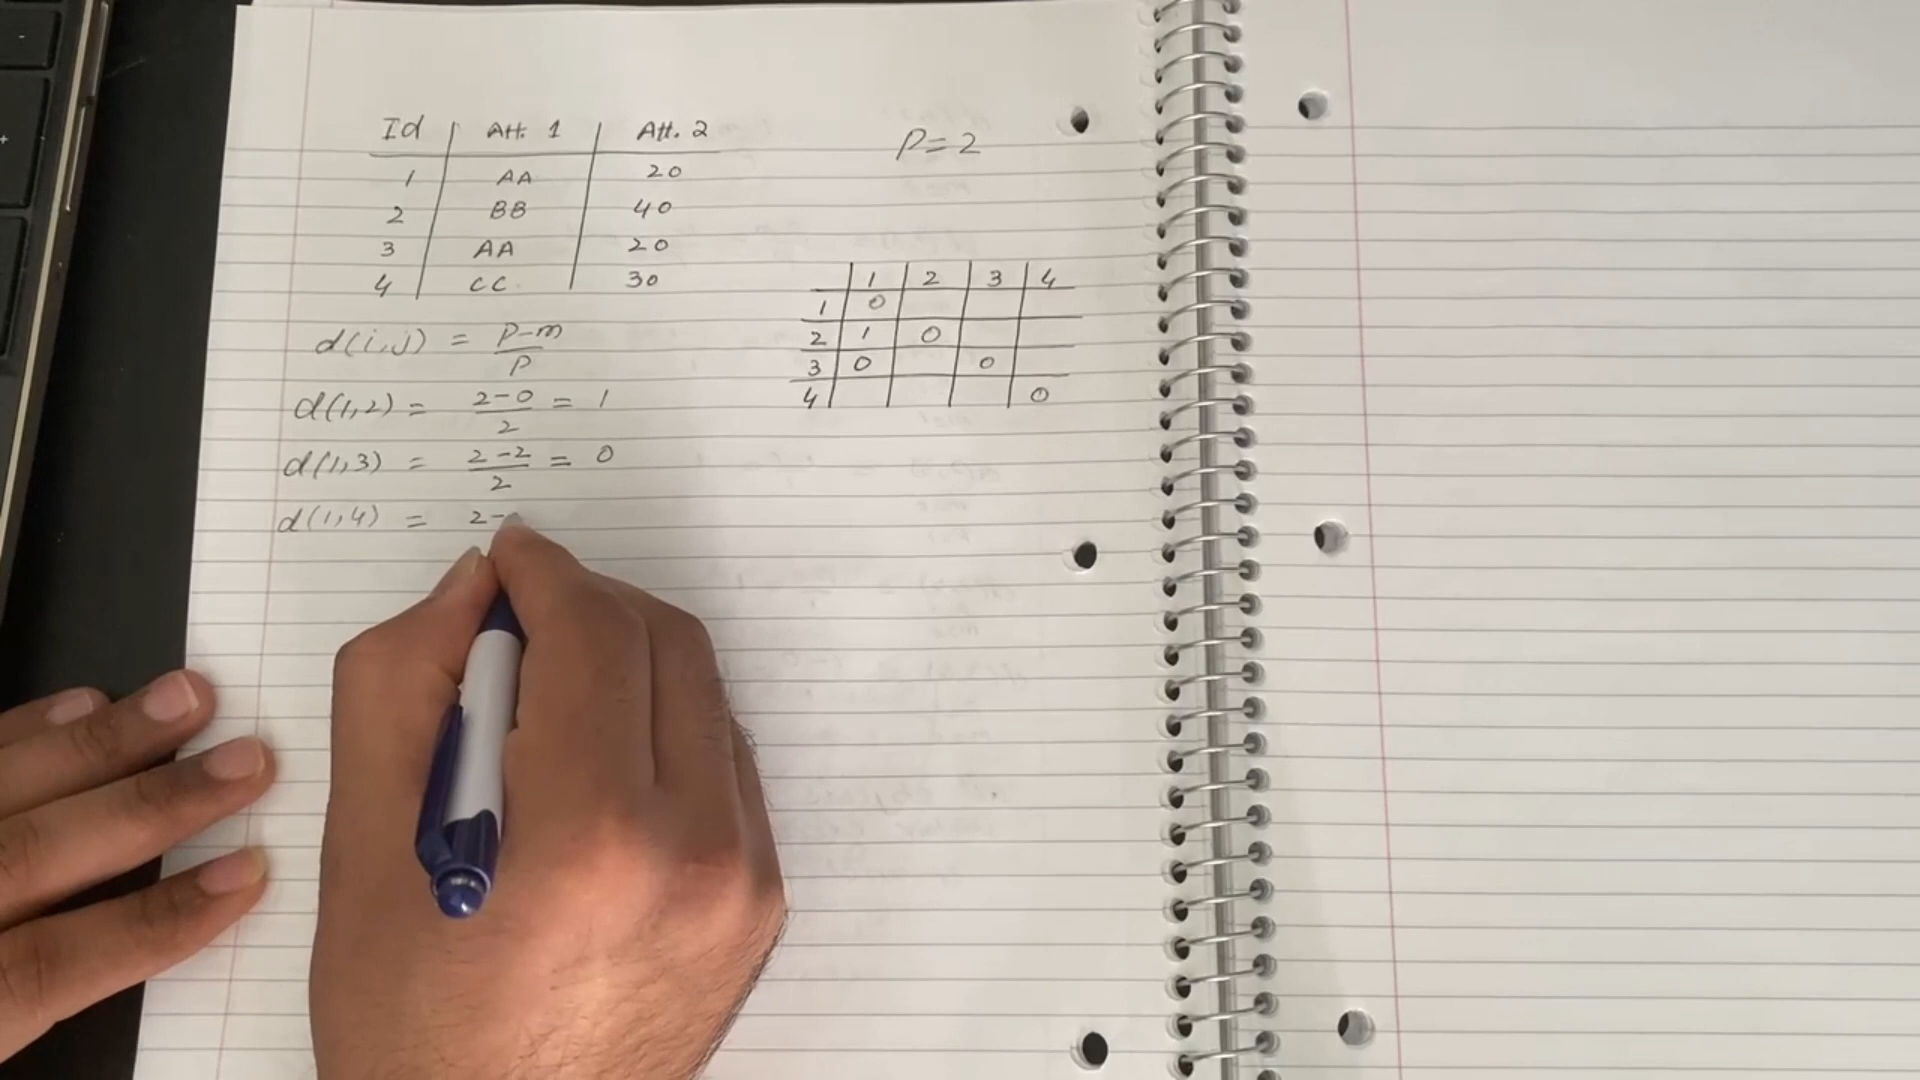 Id Att. 1 Att. 2
1 AA 20
2 BB 40
3 AA 20
4 CC 30
P=2
1 2 3 4
1 0
2 1 0
3 0 0
4 0
d(i,j) = P-m
P
d(1,2) = 2-0 = 1
2
d(1,3) = 2-2 = 0
2
d(1,4) = 2-